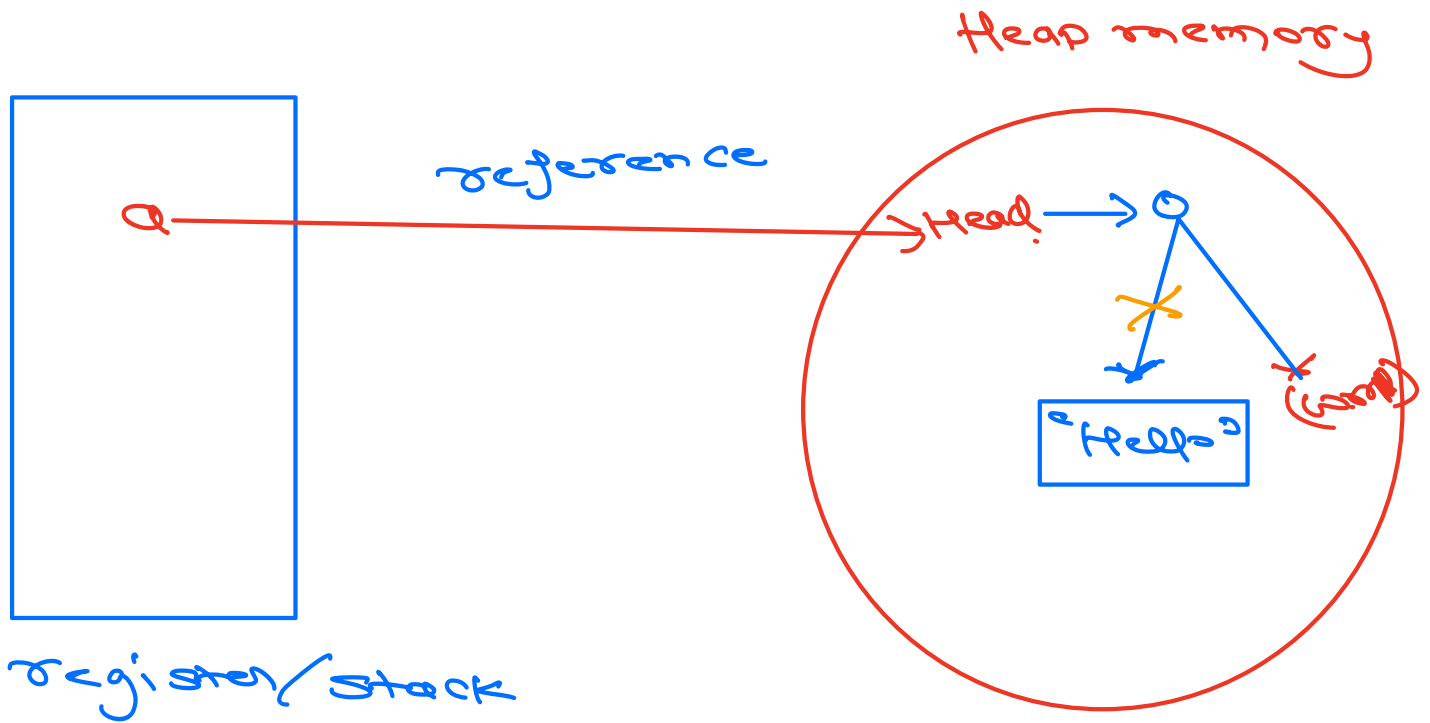 Heap memory
reference
a
Head
"Hello"
register/stack